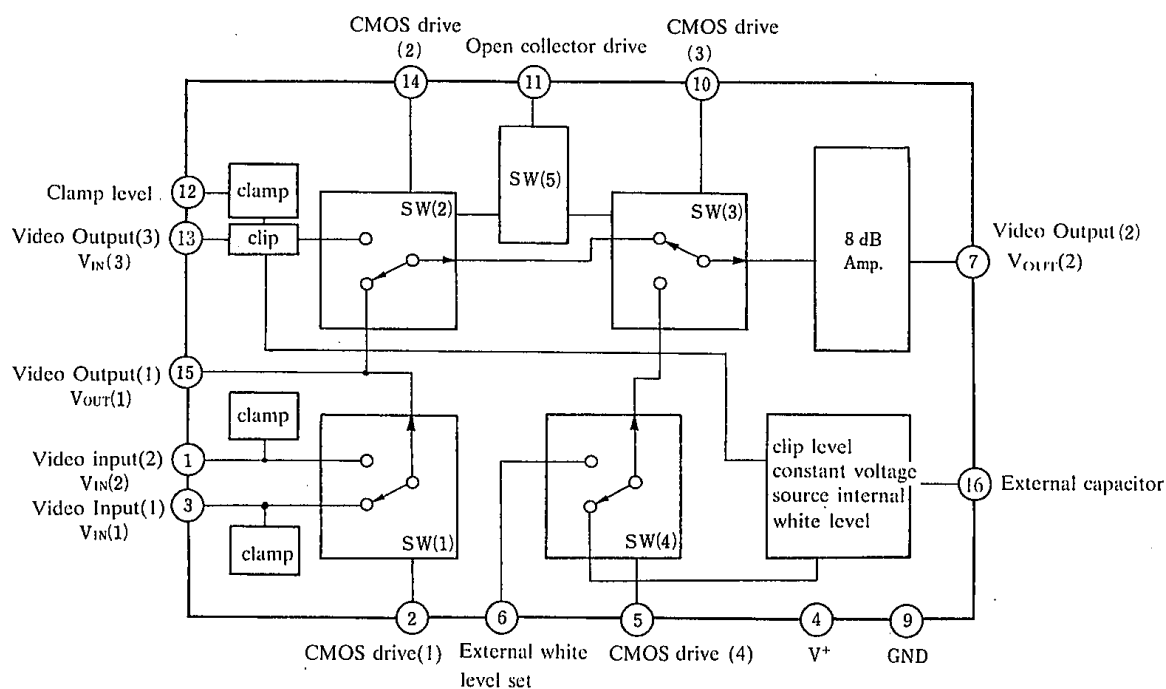 CMOS drive
(2)
Open collector drive
CMOS drive
(3)
14
11
10
Clamp level
12
clamp
SW(5)
SW(2)
SW(3)
Video Output(3)
VIN(3)
13
clip
8 dB
Amp.
Video Output(2)
VOUT(2)
7
Video Output(1)
VOUT(1)
15
clamp
Video input(2)
VIN(2)
1
Video Input(1)
VIN(1)
3
clamp
SW(1)
SW(4)
clip level
constant voltage
source internal
white level
16
External capacitor
2
6
5
4
9
CMOS drive(1)
External white
level set
CMOS drive (4)
V+
GND